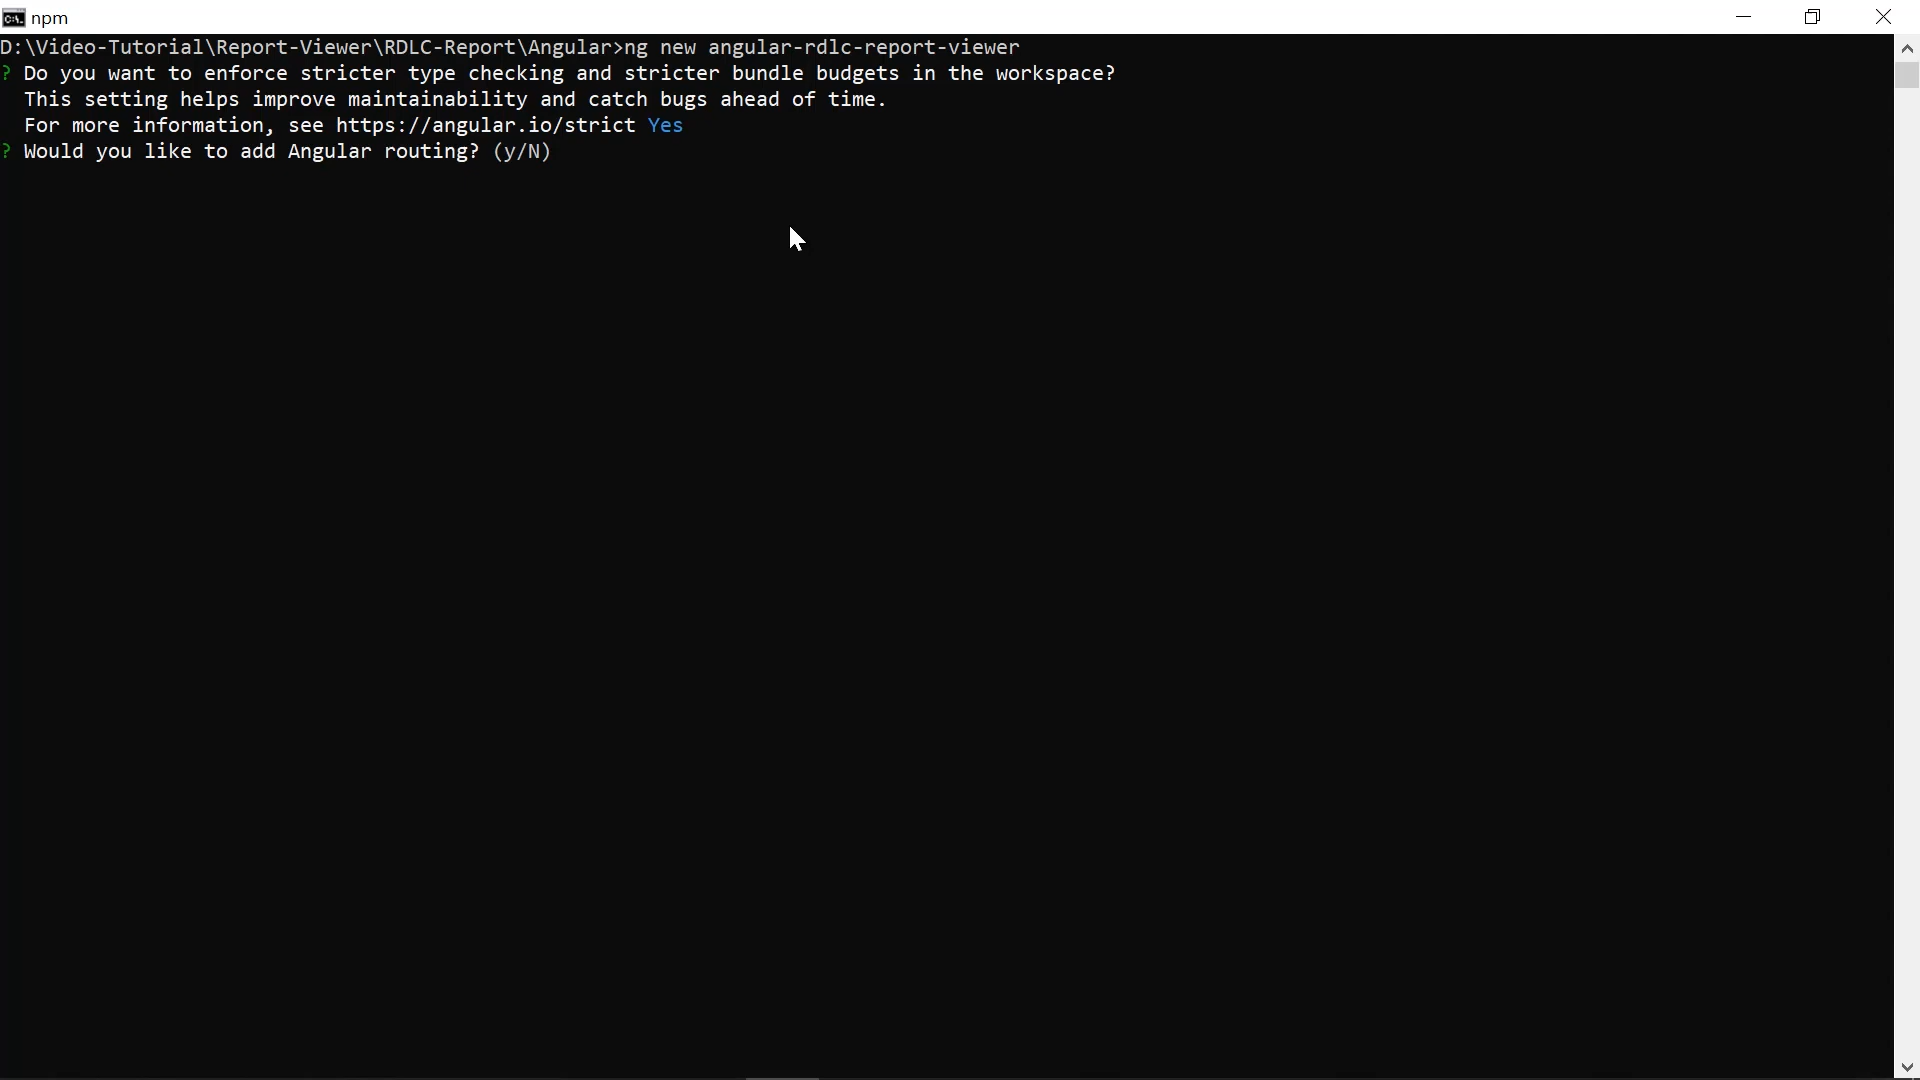 npm
D:\Video-Tutorial\Report-Viewer\RDLC-Report\Angular>ng new angular-rdlc-report-viewer
? Do you want to enforce stricter type checking and stricter bundle budgets in the workspace?
This setting helps improve maintainability and catch bugs ahead of time.
For more information, see https://angular.io/strict Yes
? Would you like to add Angular routing? (y/N)